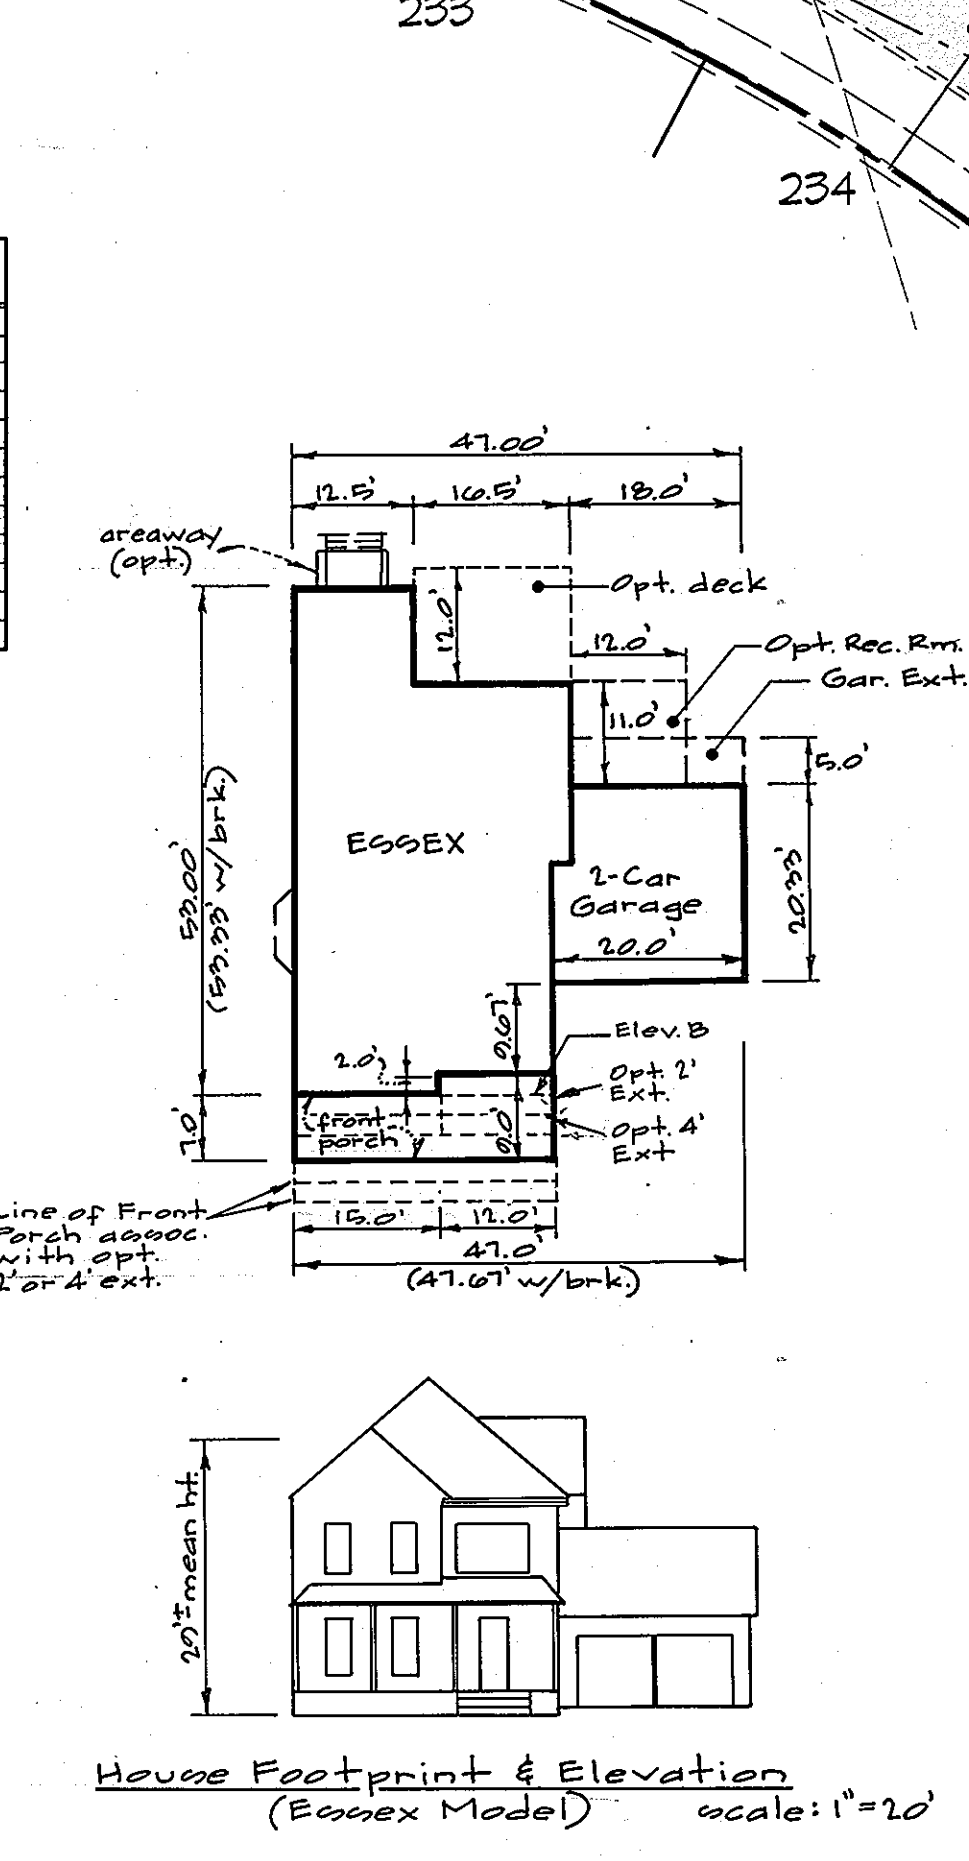 233
234
47.00'
12.5' 16.5' 18.0'
areaway
(opt.)
Opt. deck
12.0'
12.0'
Opt. Rec. Rm.
Gar. Ext.
11.0'
5.0'
53.00'
(53.33' w/brk.)
ESSEX
2-Car
Garage
20.0'
20.33'
9.67'
Elev. B
2.0'
Opt. 2'
Ext.
Opt. 4'
Ext
7.0'
front
porch
9.0'
Line of Front
Porch assoc.
with opt.
2' or 4' ext.
15.0' 12.0'
47.0'
(47.67' w/brk.)
29'± mean ht.
House Footprint & Elevation
(Essex Model) scale: 1"=20'